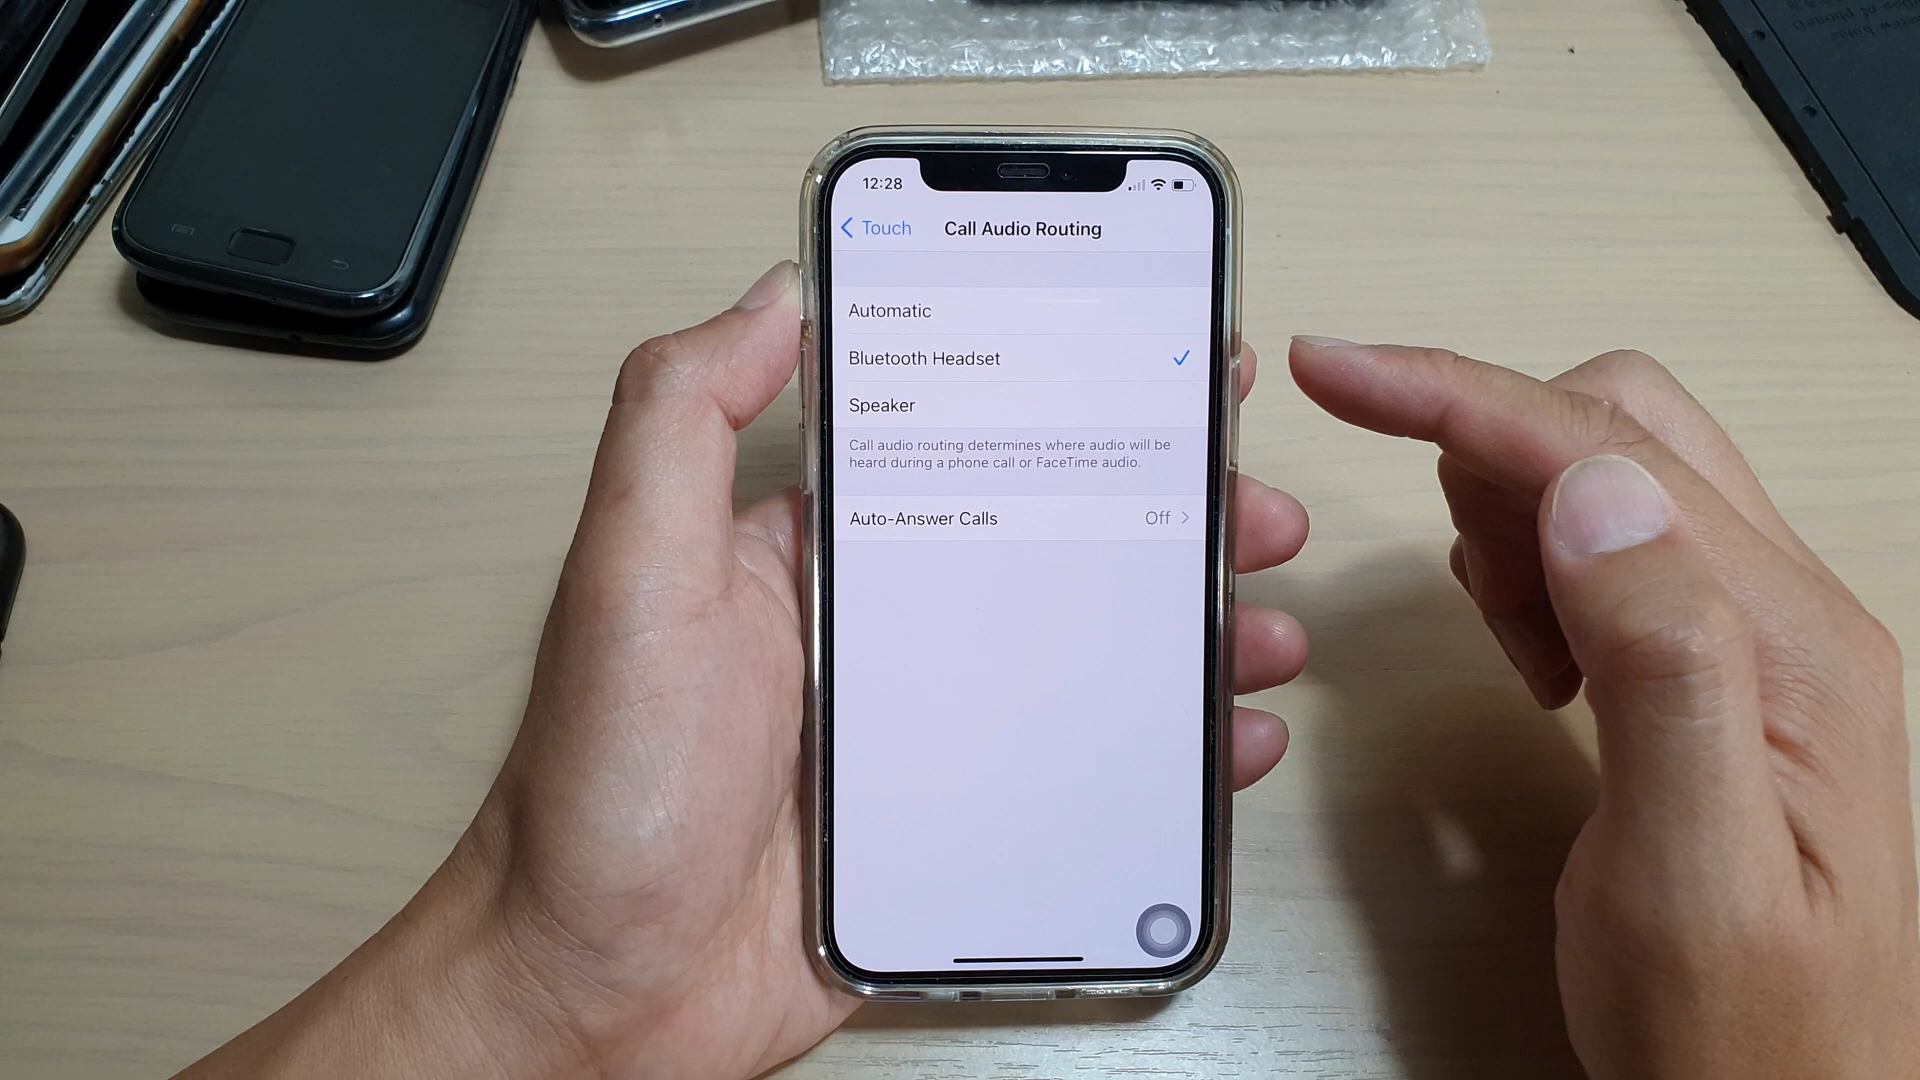 12:28
Touch
Call Audio Routing
Automatic
Bluetooth Headset
Speaker
Call audio routing determines where audio will be
heard during a phone call or FaceTime audio.
Auto-Answer Calls
Off